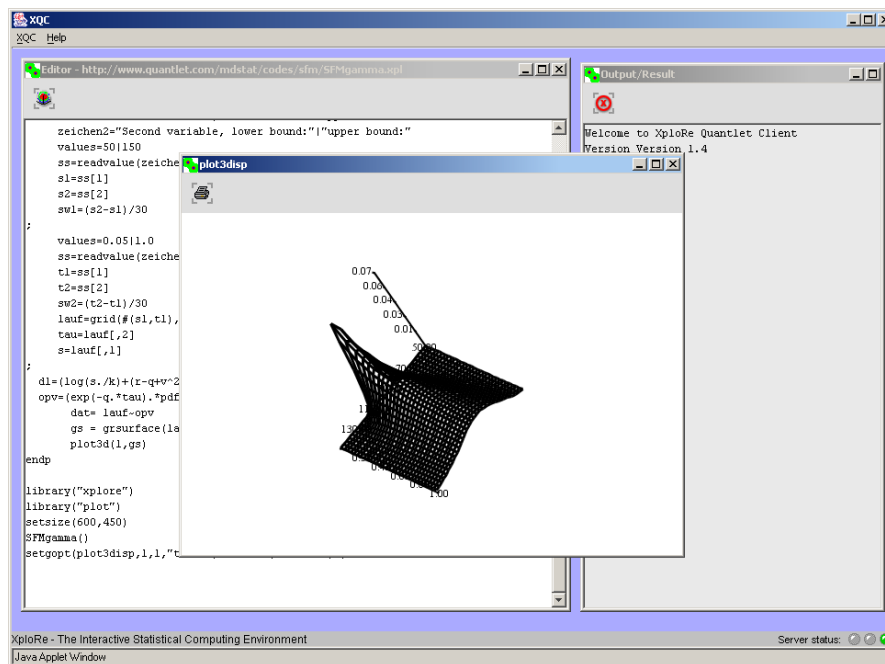 XQC
XQC Help
Editor - http://www.quantlet.com/mdstat/codes/sfm/SFMgamma.xpl
zeichen2="Second variable, lower bound:"|"upper bound:"
values=50|150
ss=readvalue(zeiche
s1=ss[1]
s2=ss[2]
sw1=(s2-s1)/30
;
values=0.05|1.0
ss=readvalue(zeiche
t1=ss[1]
t2=ss[2]
sw2=(t2-t1)/30
lauf=grid(#(s1,t1),
tau=lauf[,2]
s=lauf[,1]
;
d1=(log(s./k)+(r-q+v^2
opv=(exp(-q.*tau).*pdf
dat= lauf~opv
gs = grsurface(la
plot3d(1,gs)
endp
library("xplore")
library("plot")
setsize(600,450)
SFMgamma()
setgopt(plot3disp,1,1,"t
plot3disp
0.07
0.06
0.04
0.03
0.01
50.00
1.00
Output/Result
Welcome to XploRe Quantlet Client
Version Version 1.4
XploRe - The Interactive Statistical Computing Environment
Server status:
Java Applet Window